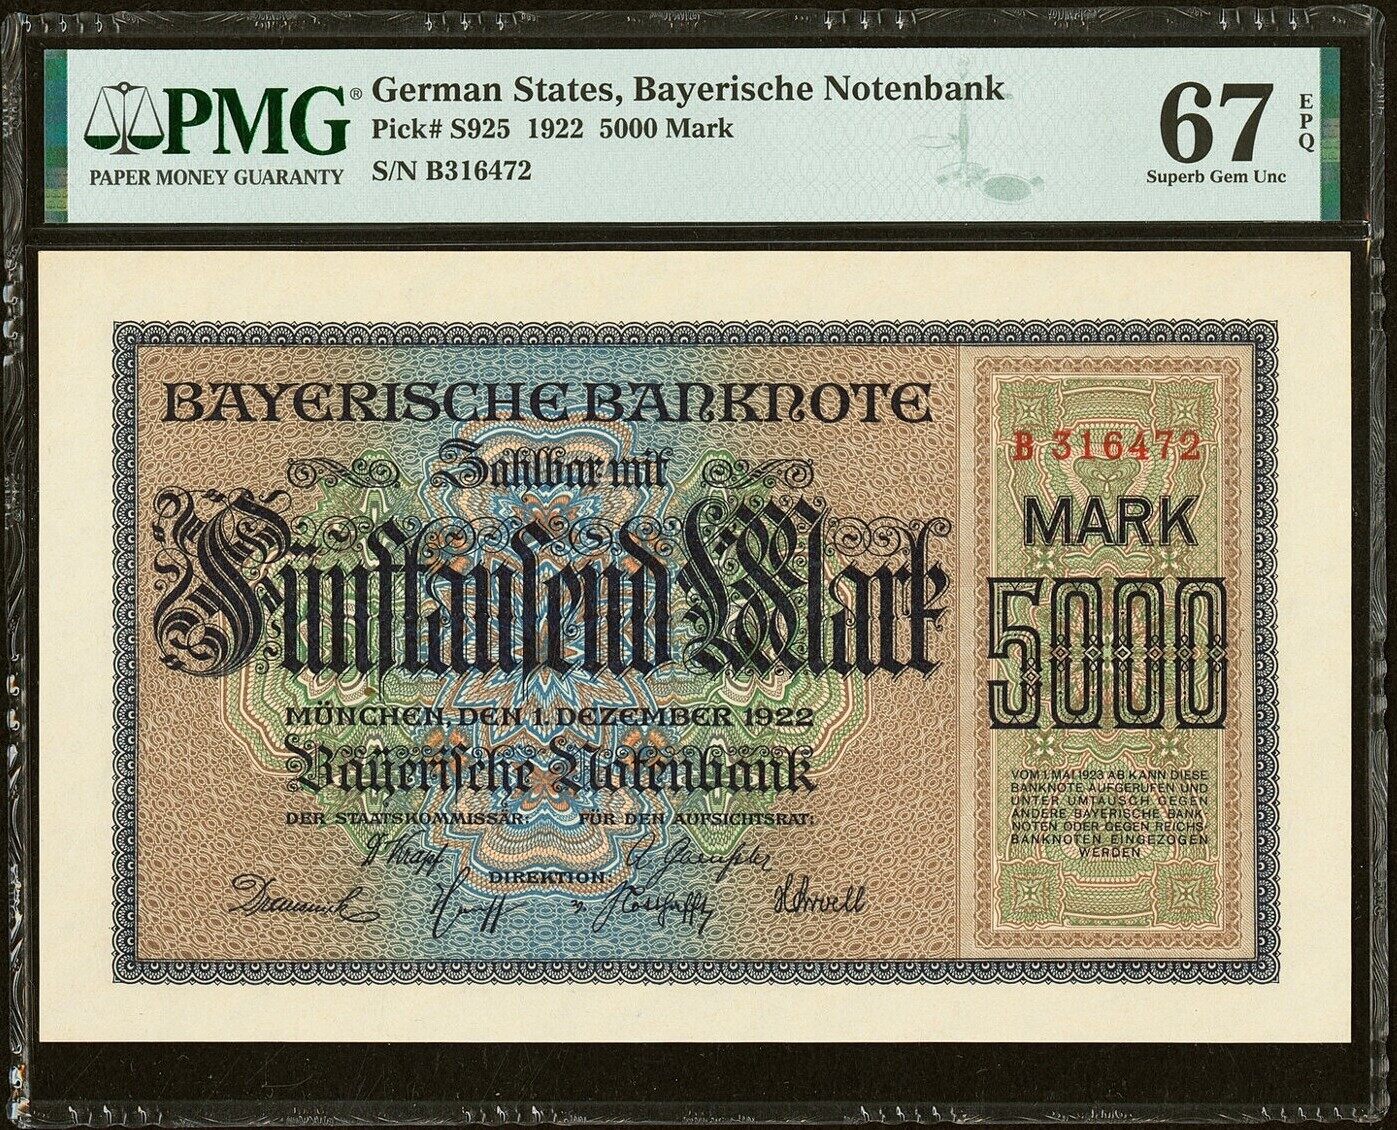 PMG®
PAPER MONEY GUARANTY
German States, Bayerische Notenbank
Pick# S925 1922 5000 Mark
S/N B316472
67
EPQ
Superb Gem Unc
BAYERISCHE BANKNOTE
Zahlbar mit
Fünftausend Mark
MÜNCHEN, DEN 1. DEZEMBER 1922
Bayerische Notenbank
DER STAATSKOMMISSÄR: FÜR DEN AUFSICHTSRAT:
DIREKTION
B 316472
MARK
5000
VOM 1. MAI 1923 AB KANN DIESE
BANKNOTE AUFGERUFEN UND
UNTER UMTAUSCH GEGEN
ANDERE BAYERISCHE BANK-
NOTEN ODER GEGEN REICHS-
BANKNOTEN EINGEZOGEN
WERDEN